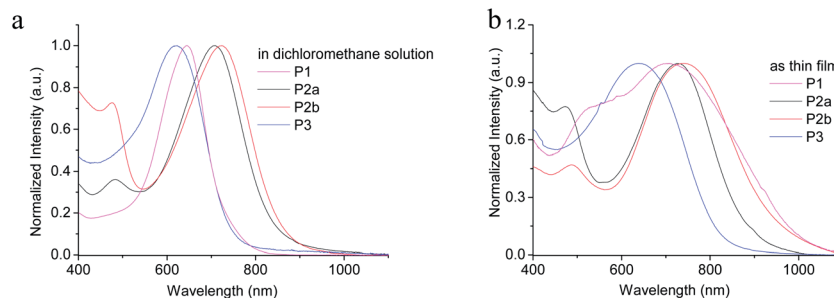 a
in dichloromethane solution
P1
P2a
P2b
P3
Normalized Intensity (a.u.)
1.0
0.8
0.6
0.4
0.2
0.0
400 600 800 1000
Wavelength (nm)
b
as thin film
P1
P2a
P2b
P3
Normalized Intensity (a.u.)
1.2
1.0
0.6
0.3
0.0
400 600 800 1000
Wavelength (nm)